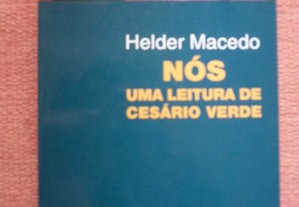 Helder Macedo
NÓS
UMA LEITURA DE
CESÁRIO VERDE